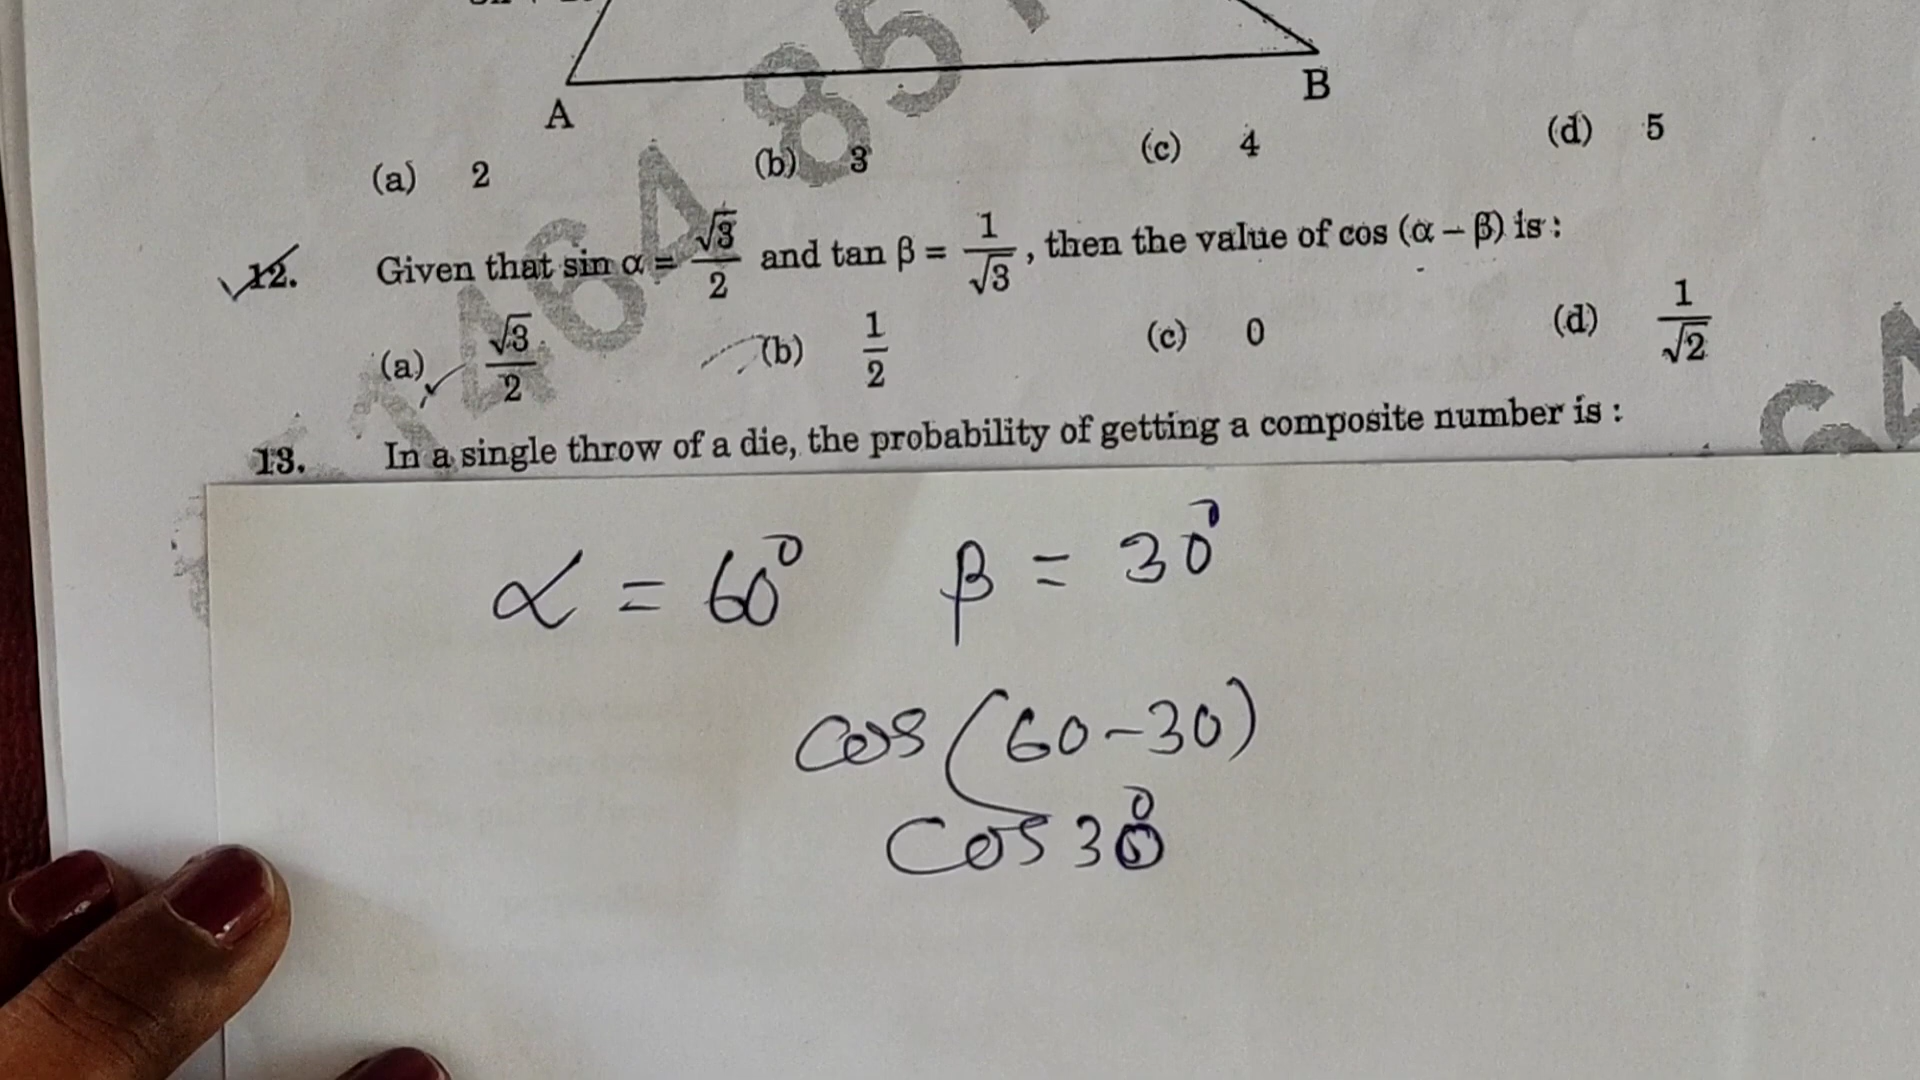 A B
(a) 2 (b) 3 (c) 4 (d) 5
12. Given that sin α = √3/2 and tan β = 1/√3, then the value of cos (α – β) is :
(a) √3/2 (b) 1/2 (c) 0 (d) 1/√2
13. In a single throw of a die, the probability of getting a composite number is :
α = 60° β = 30°
cos (60-30)
cos 30°